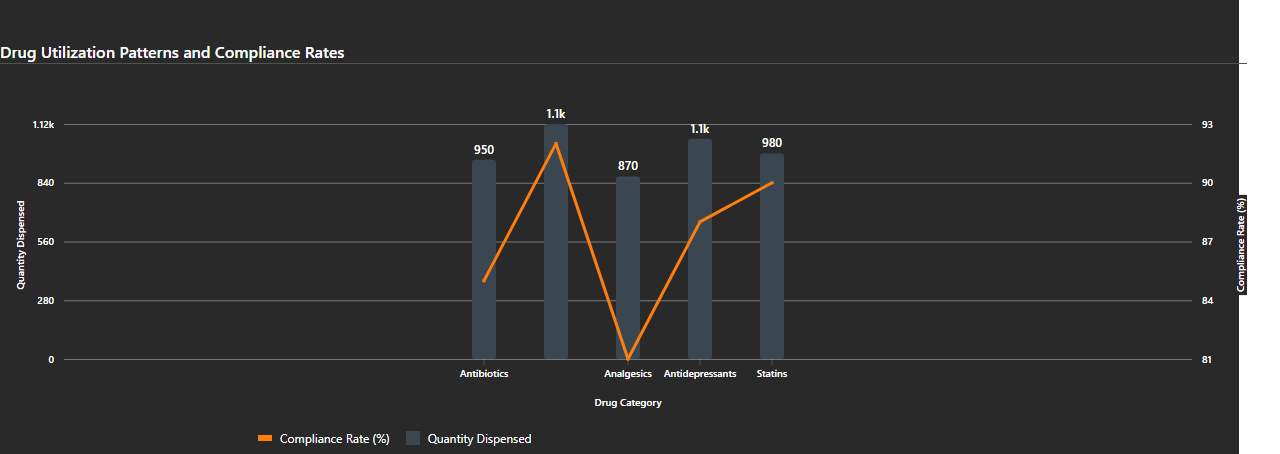 Drug Utilization Patterns and Compliance Rates
1.12k
840
560
280
0
Quantity Dispensed
950
1.1k
870
1.1k
980
93
90
87
84
81
Compliance Rate (%)
Antibiotics
Analgesics
Antidepressants
Statins
Drug Category
Compliance Rate (%)
Quantity Dispensed